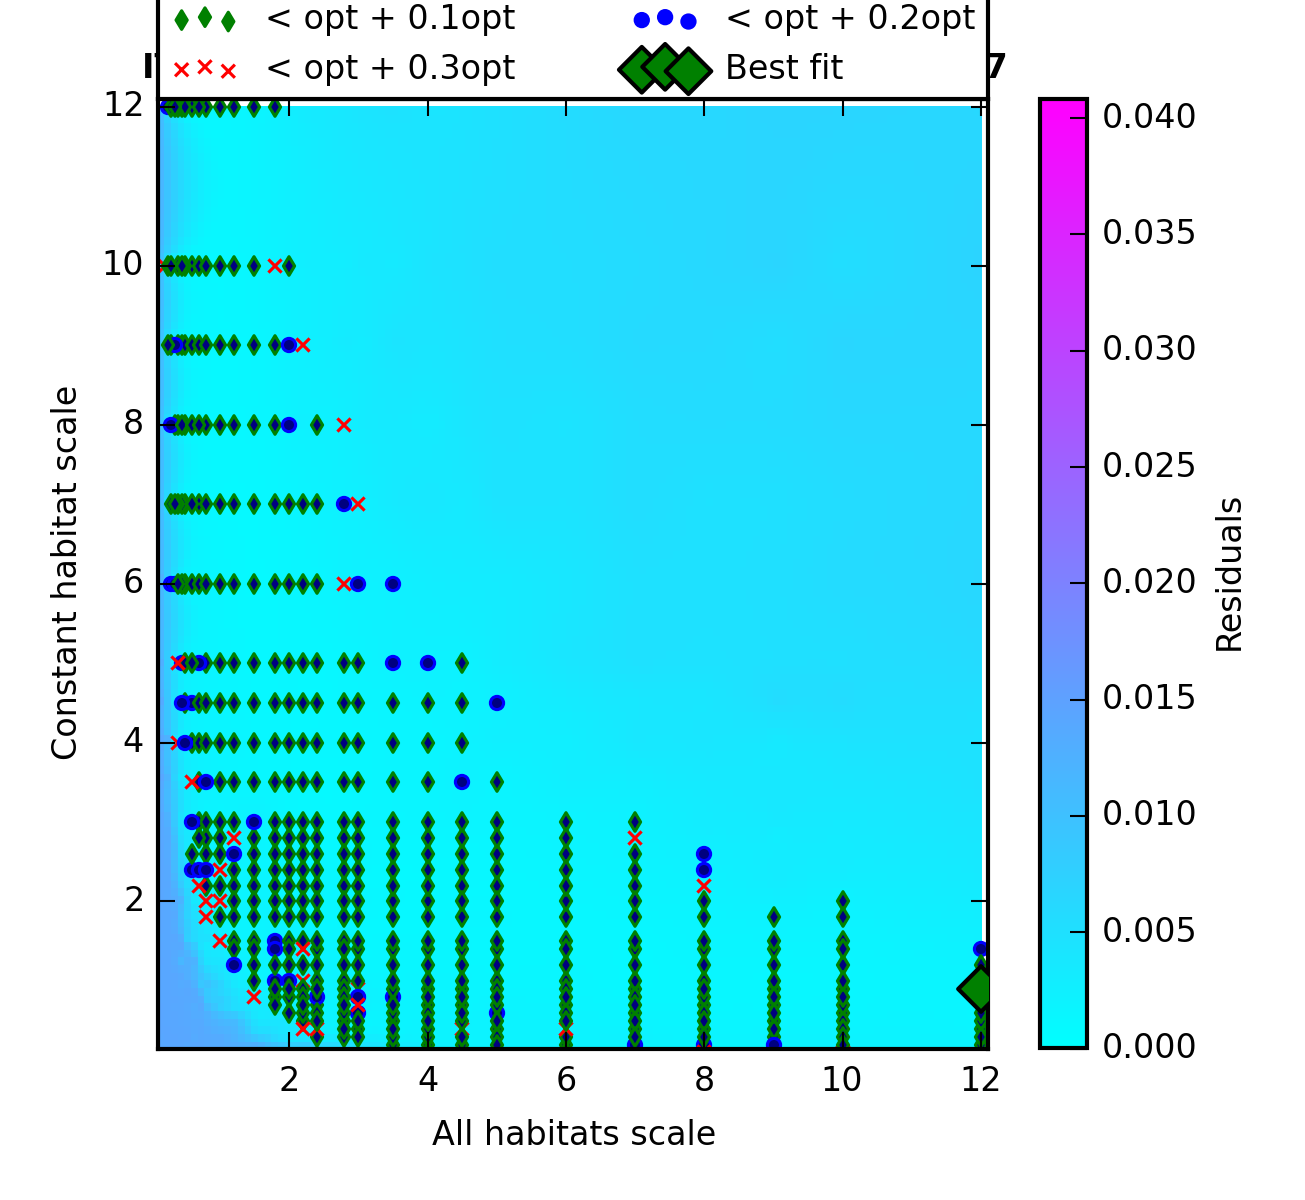 < opt + 0.1opt < opt + 0.2opt
< opt + 0.3opt Best fit
7
12
10
8
6
4
2
2 4 6 8 10 12
All habitats scale
Constant habitat scale
0.040
0.035
0.030
0.025
0.020
0.015
0.010
0.005
0.000
Residuals